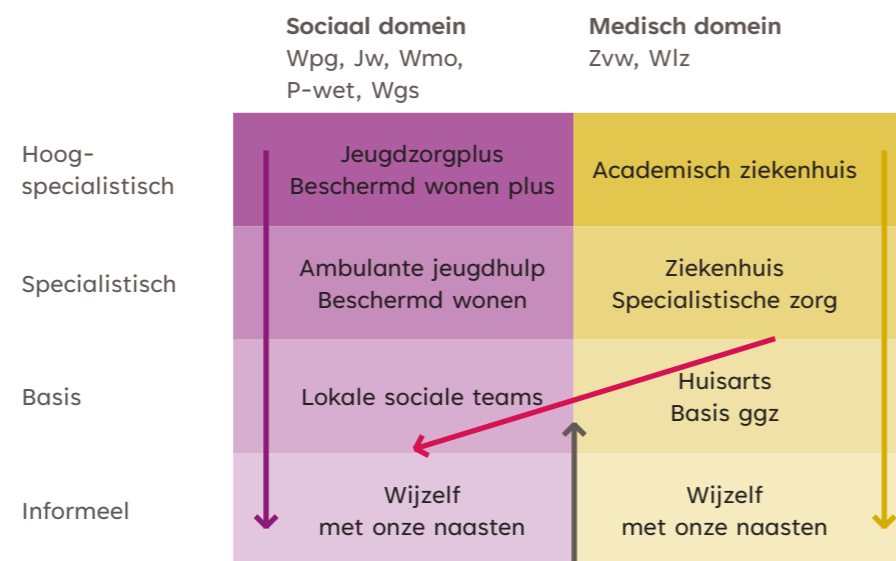 Sociaal domein
Wpg, Jw, Wmo,
P-wet, Wgs
Medisch domein
Zvw, Wlz
Hoog-
specialistisch
Jeugdzorgplus
Beschermd wonen plus
Academisch ziekenhuis
Specialistisch
Ambulante jeugdhulp
Beschermd wonen
Ziekenhuis
Specialistische zorg
Basis
Lokale sociale teams
Huisarts
Basis ggz
Informeel
Wijzelf
met onze naasten
Wijzelf
met onze naasten